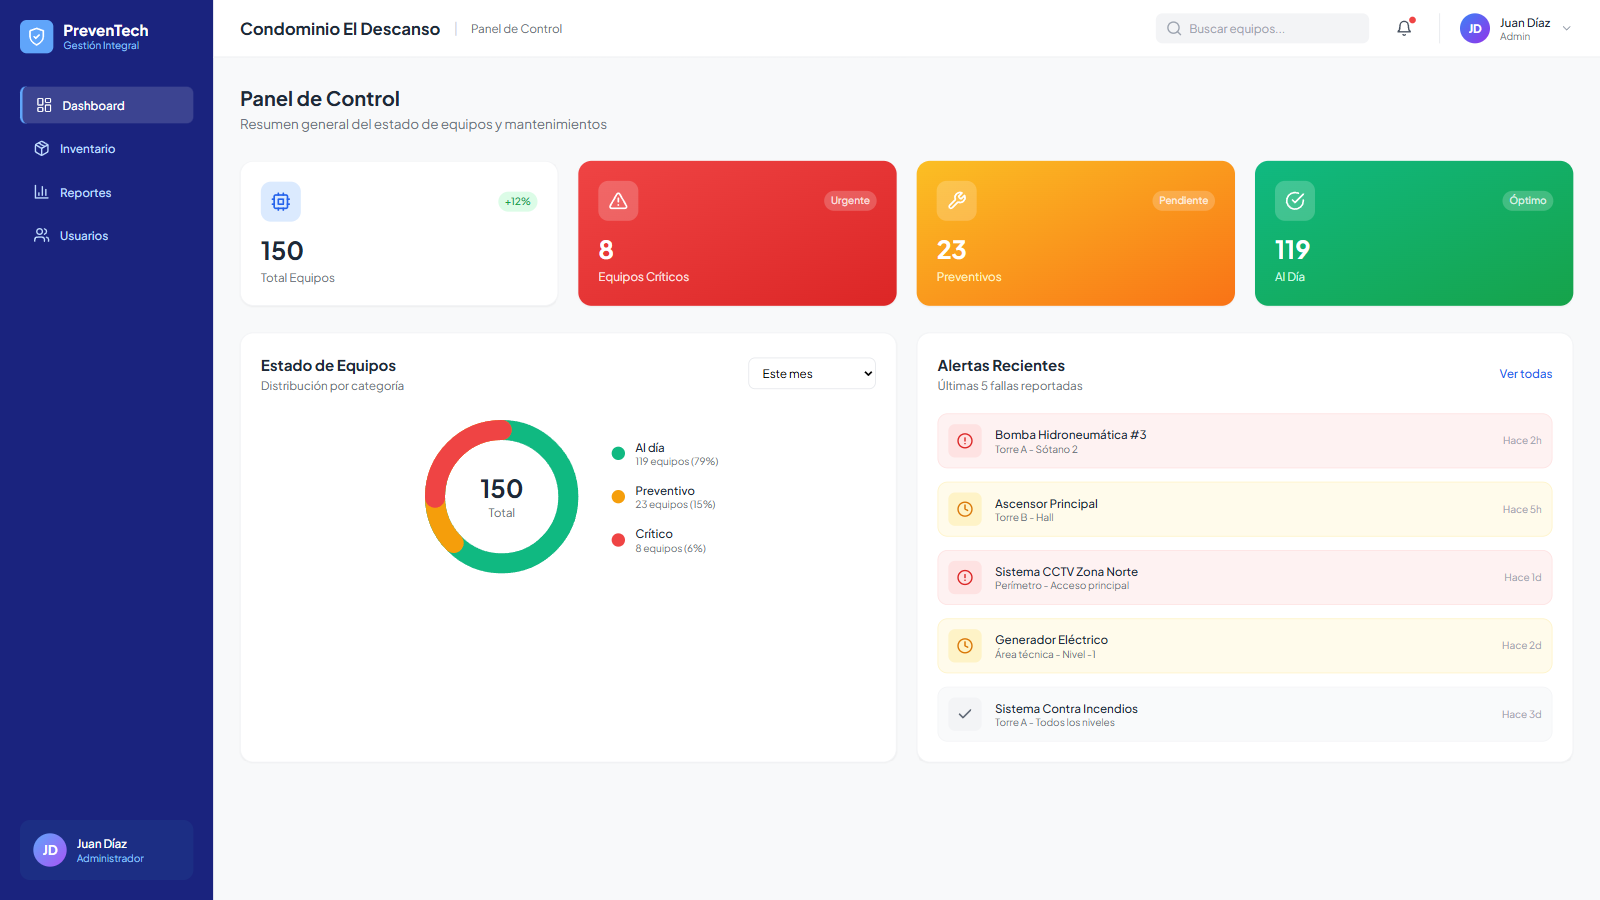 PrevenTech
Gestión Integral
Dashboard
Inventario
Reportes
Usuarios
JD
Juan Díaz
Administrador
Condominio El Descanso
Panel de Control
Buscar equipos...
JD
Juan Díaz
Admin
Panel de Control
Resumen general del estado de equipos y mantenimientos
+12%
150
Total Equipos
Urgente
8
Equipos Críticos
Pendiente
23
Preventivos
Óptimo
119
Al Día
Estado de Equipos
Distribución por categoría
Este mes
150
Total
Al día
119 equipos (79%)
Preventivo
23 equipos (15%)
Crítico
8 equipos (6%)
Alertas Recientes
Últimas 5 fallas reportadas
Ver todas
Bomba Hidroneumática #3
Torre A - Sótano 2
Hace 2h
Ascensor Principal
Torre B - Hall
Hace 5h
Sistema CCTV Zona Norte
Perímetro - Acceso principal
Hace 1d
Generador Eléctrico
Área técnica - Nivel -1
Hace 2d
Sistema Contra Incendios
Torre A - Todos los niveles
Hace 3d